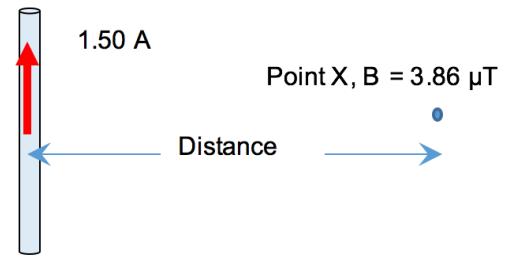 1.50 A
Point X, B = 3.86 µT
Distance